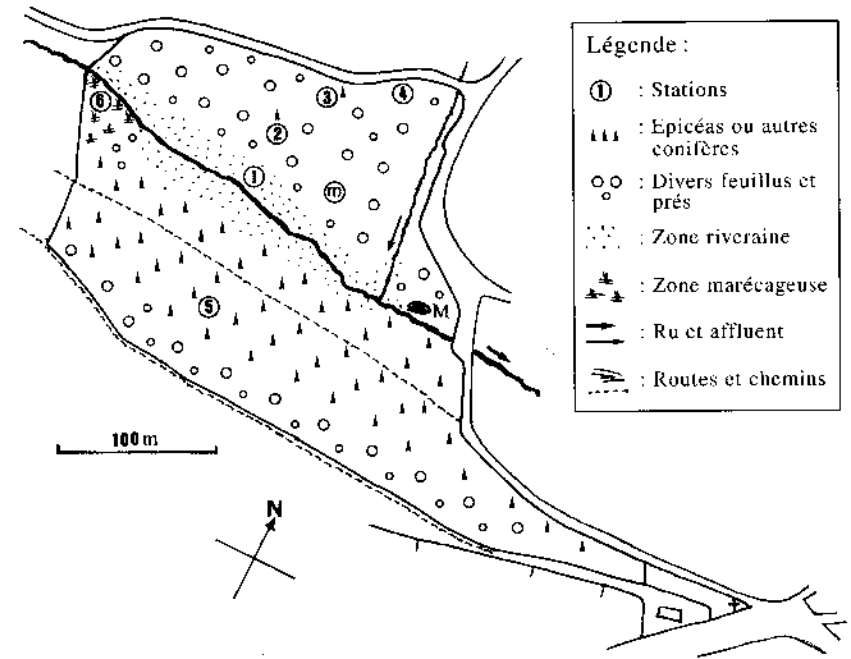 Légende :
① : Stations
: Epicéas ou autres
conifères
: Divers feuillus et
prés
: Zone riveraine
: Zone marécageuse
: Ru et affluent
: Routes et chemins
⑥
③
④
②
①
m
⑤
M
100 m
N